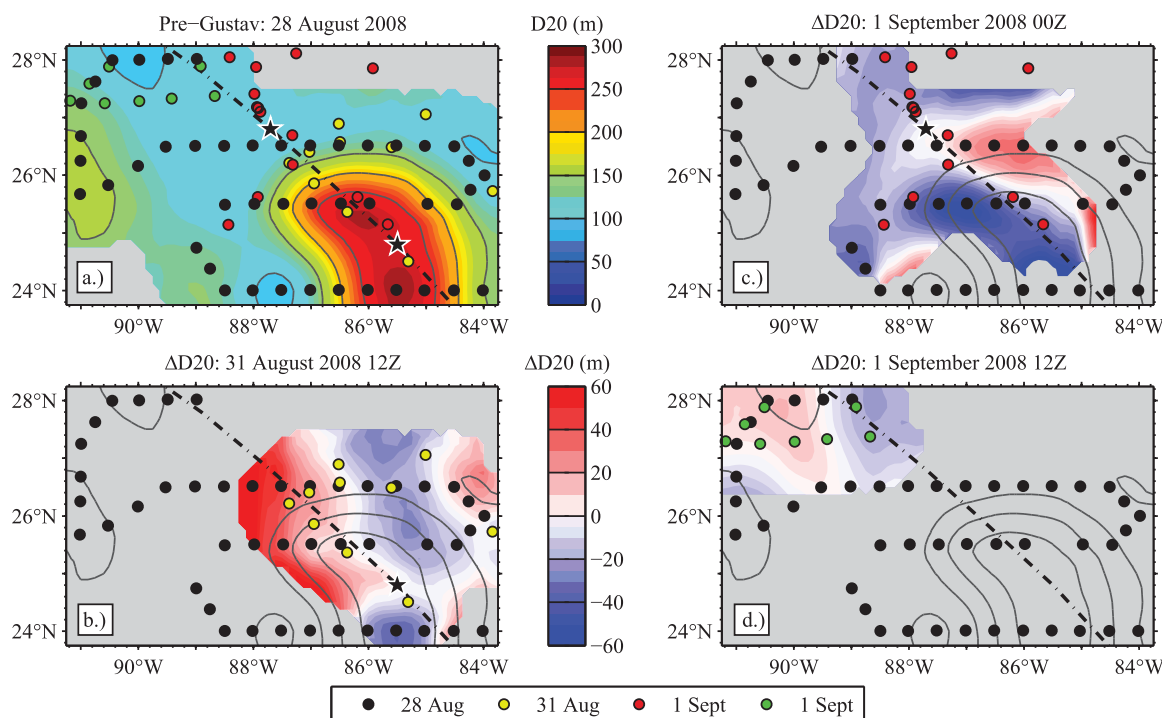 Pre−Gustav: 28 August 2008
D20 (m)
ΔD20: 1 September 2008 00Z
28°N
26°N
24°N
a.)
90°W
88°W
86°W
84°W
300
250
200
150
100
50
0
28°N
26°N
24°N
c.)
90°W
88°W
86°W
84°W
ΔD20: 31 August 2008 12Z
ΔD20 (m)
ΔD20: 1 September 2008 12Z
28°N
26°N
24°N
b.)
90°W
88°W
86°W
84°W
60
40
20
0
−20
−40
−60
28°N
26°N
24°N
d.)
90°W
88°W
86°W
84°W
28 Aug
31 Aug
1 Sept
1 Sept